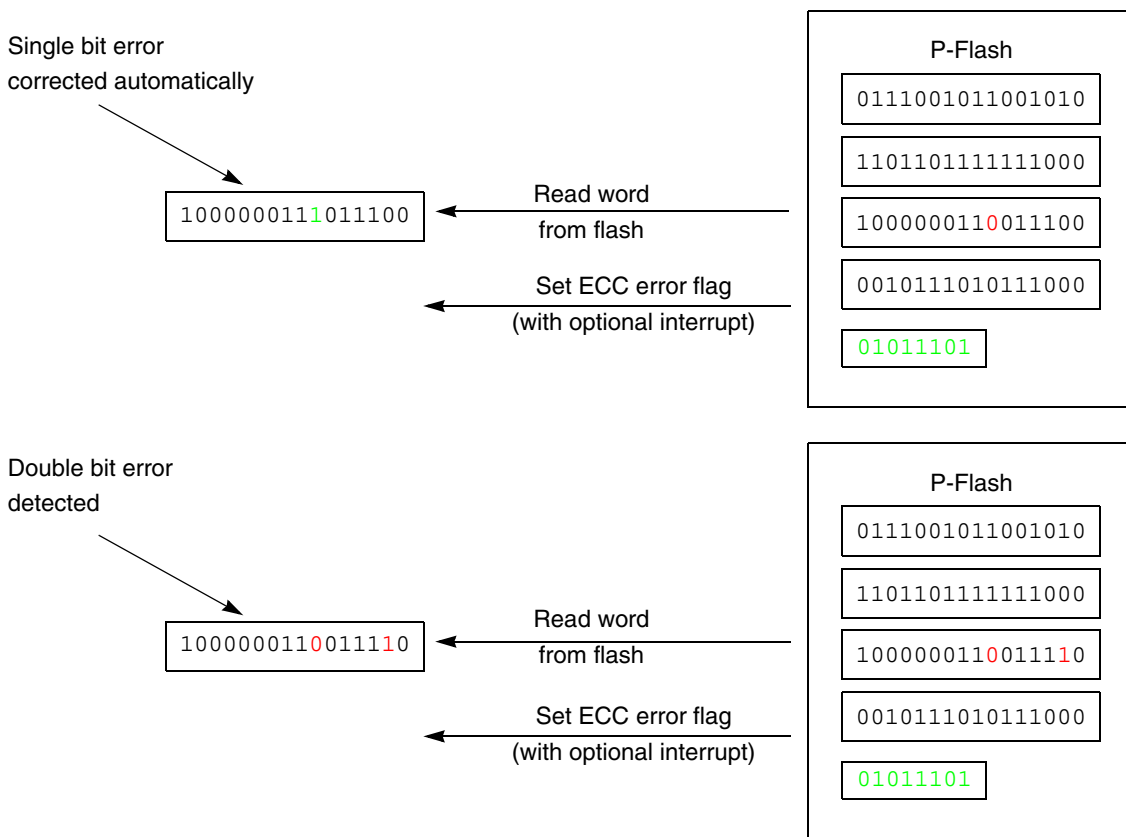 Single bit error
corrected automatically
P-Flash
0111001011001010
1101101111111000
1000000110011100
0010111010111000
01011101
1000000111011100
Read word
from flash
Set ECC error flag
(with optional interrupt)
Double bit error
detected
P-Flash
0111001011001010
1101101111111000
1000000110011110
0010111010111000
01011101
1000000110011110
Read word
from flash
Set ECC error flag
(with optional interrupt)